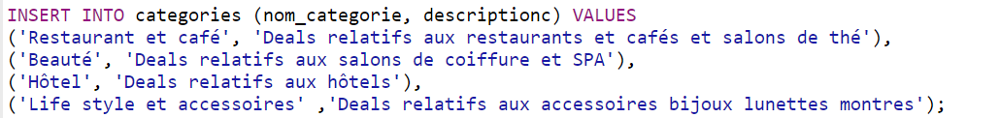 INSERT INTO categories (nom_categorie, descriptionc) VALUES
('Restaurant et café', 'Deals relatifs aux restaurants et cafés et salons de thé'),
('Beauté', 'Deals relatifs aux salons de coiffure et SPA'),
('Hôtel', 'Deals relatifs aux hôtels'),
('Life style et accessoires' ,'Deals relatifs aux accessoires bijoux lunettes montres');